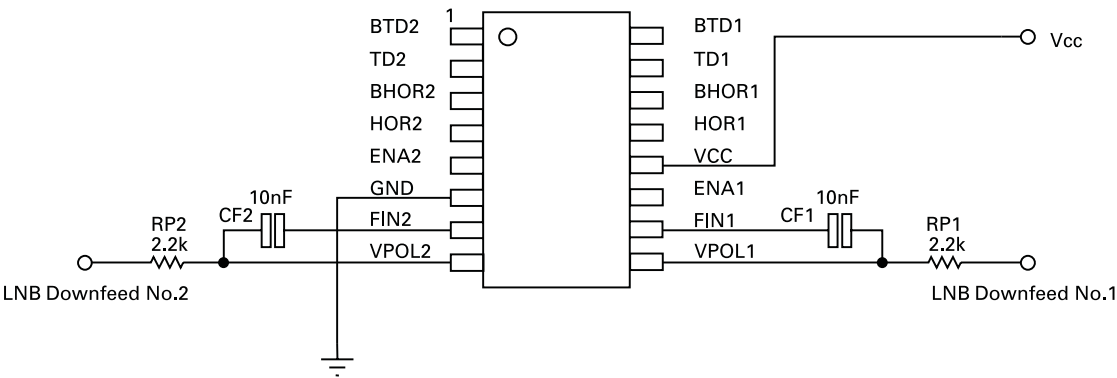 1
BTD2
BTD1
Vcc
TD2
TD1
BHOR2
BHOR1
HOR2
HOR1
ENA2
VCC
GND
ENA1
10nF
10nF
CF2
FIN2
FIN1
CF1
RP2
RP1
2.2k
2.2k
VPOL2
VPOL1
LNB Downfeed No.2
LNB Downfeed No.1